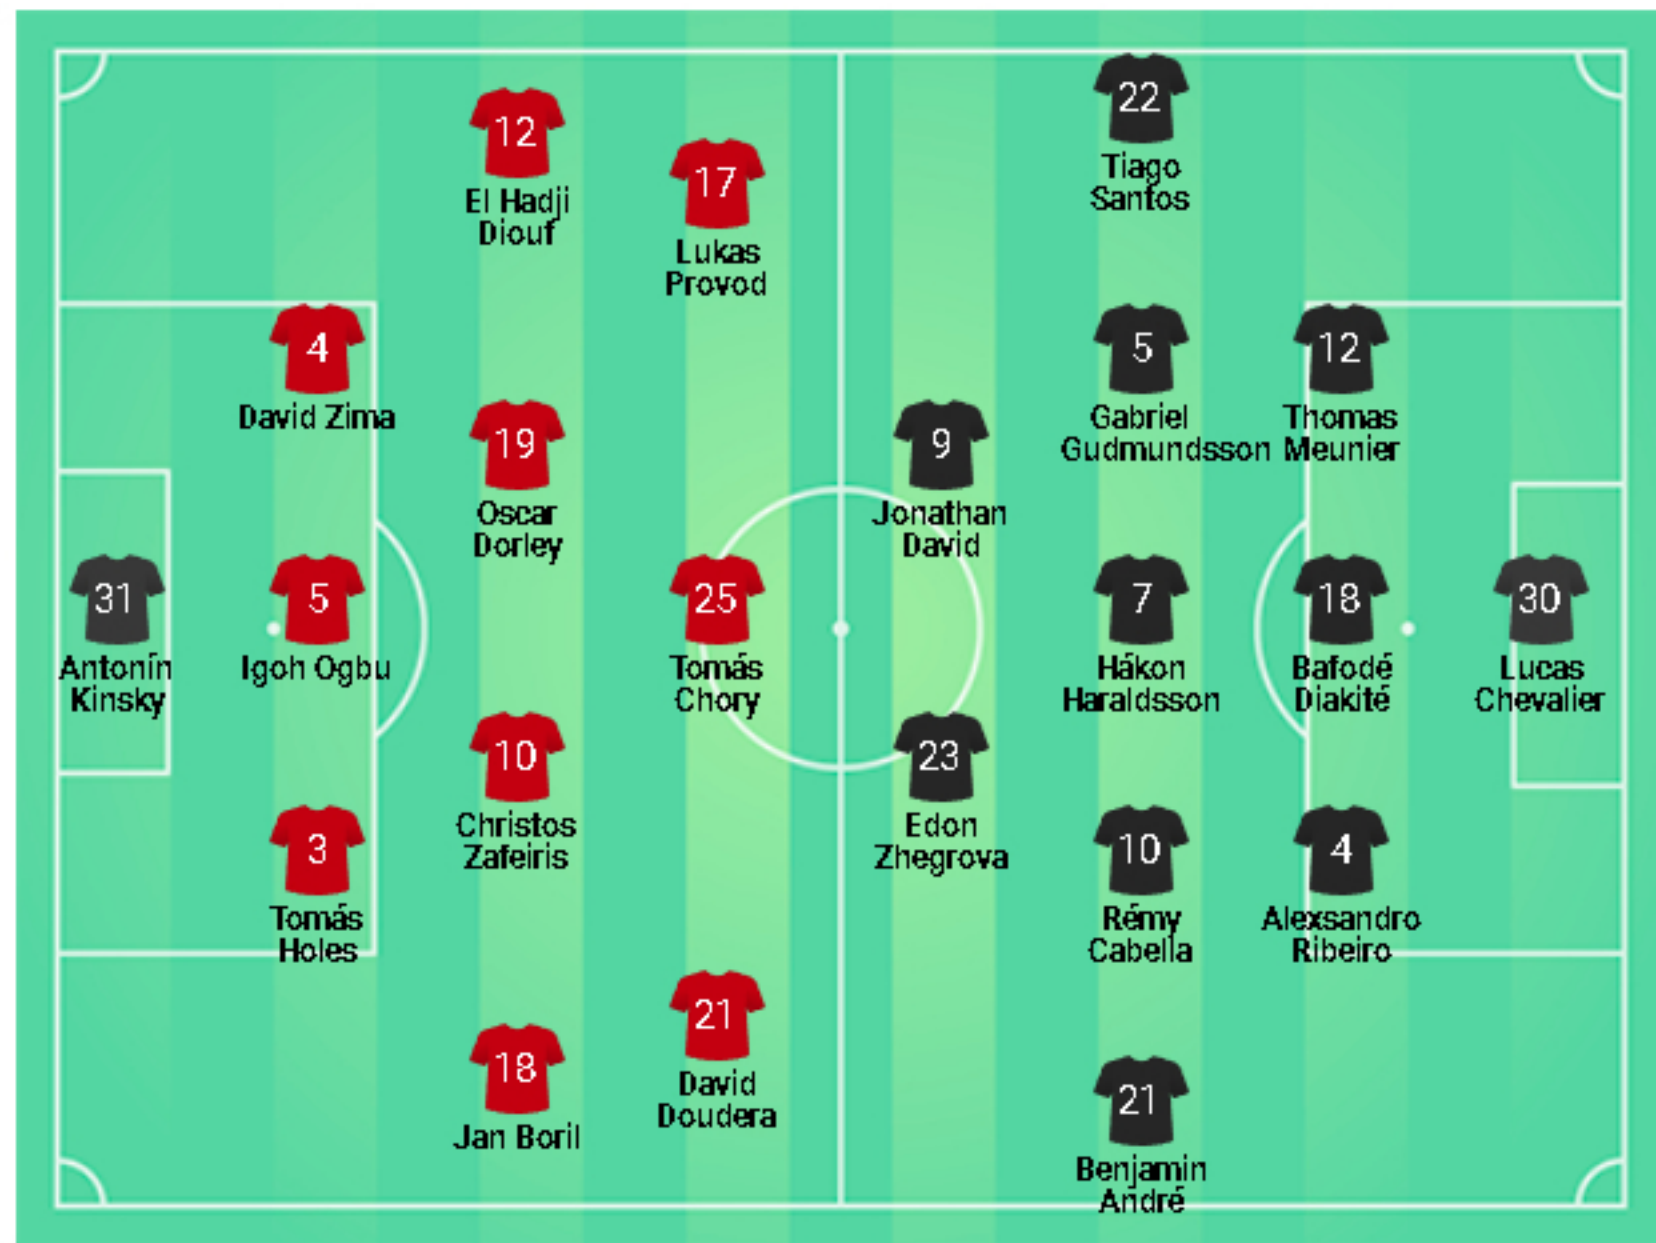 31
Antonín
Kinsky
4
David Zima
5
Igoh Ogbu
3
Tomás
Holes
12
El Hadji
Diouf
19
Oscar
Dorley
10
Christos
Zafeiris
18
Jan Boril
17
Lukas
Provod
25
Tomás
Chory
21
David
Doudera
9
Jonathan
David
23
Edon
Zhegrova
22
Tiago
Santos
5
Gabriel
Gudmundsson
7
Hákon
Haraldsson
10
Rémy
Cabella
21
Benjamin
André
12
Thomas
Meunier
18
Bafodé
Diakité
4
Alexsandro
Ribeiro
30
Lucas
Chevalier